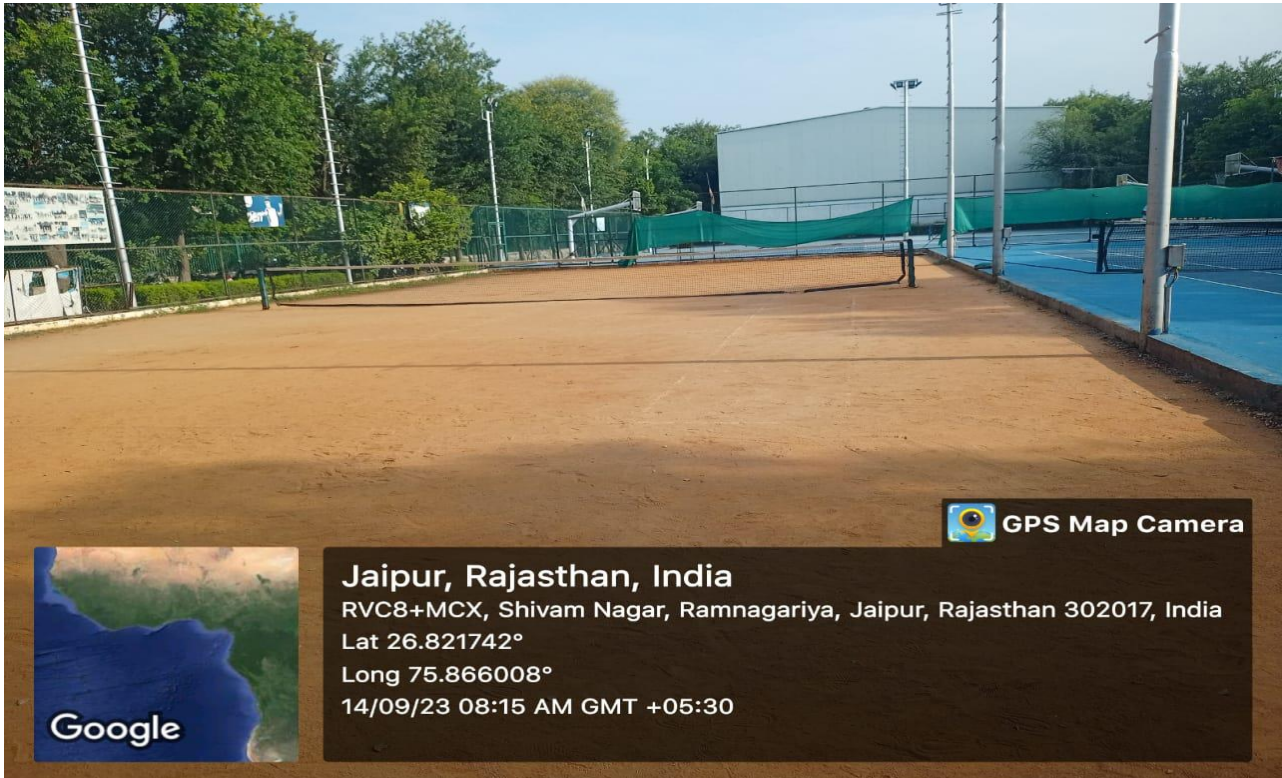 GPS Map Camera
Jaipur, Rajasthan, India
RVC8+MCX, Shivam Nagar, Ramnagariya, Jaipur, Rajasthan 302017, India
Lat 26.821742°
Long 75.866008°
14/09/23 08:15 AM GMT +05:30
Google